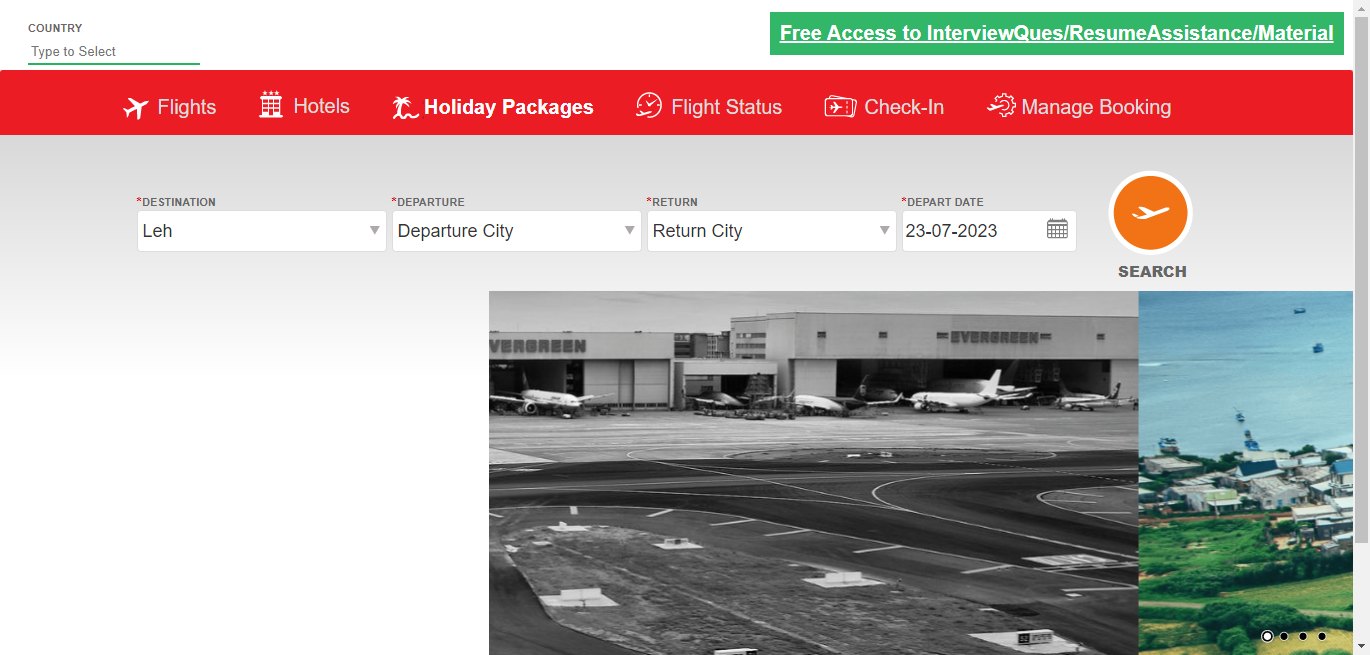 COUNTRY
Type to Select
Free Access to InterviewQues/ResumeAssistance/Material
Flights
Hotels
Holiday Packages
Flight Status
Check-In
Manage Booking
*DESTINATION
*DEPARTURE
*RETURN
*DEPART DATE
Leh
Departure City
Return City
23-07-2023
SEARCH
VERGREEN
EVERGREEN